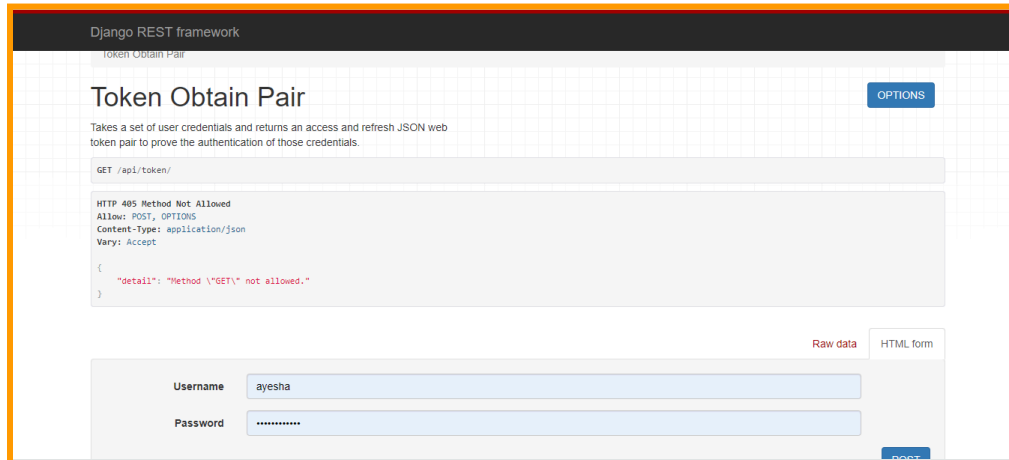 Django REST framework
Token Obtain Pair
Token Obtain Pair
OPTIONS
Takes a set of user credentials and returns an access and refresh JSON web
token pair to prove the authentication of those credentials.
GET /api/token/
HTTP 405 Method Not Allowed
Allow: POST, OPTIONS
Content-Type: application/json
Vary: Accept
{
"detail": "Method \"GET\" not allowed."
}
Raw data HTML form
Username ayesha
Password ••••••••••••
POST